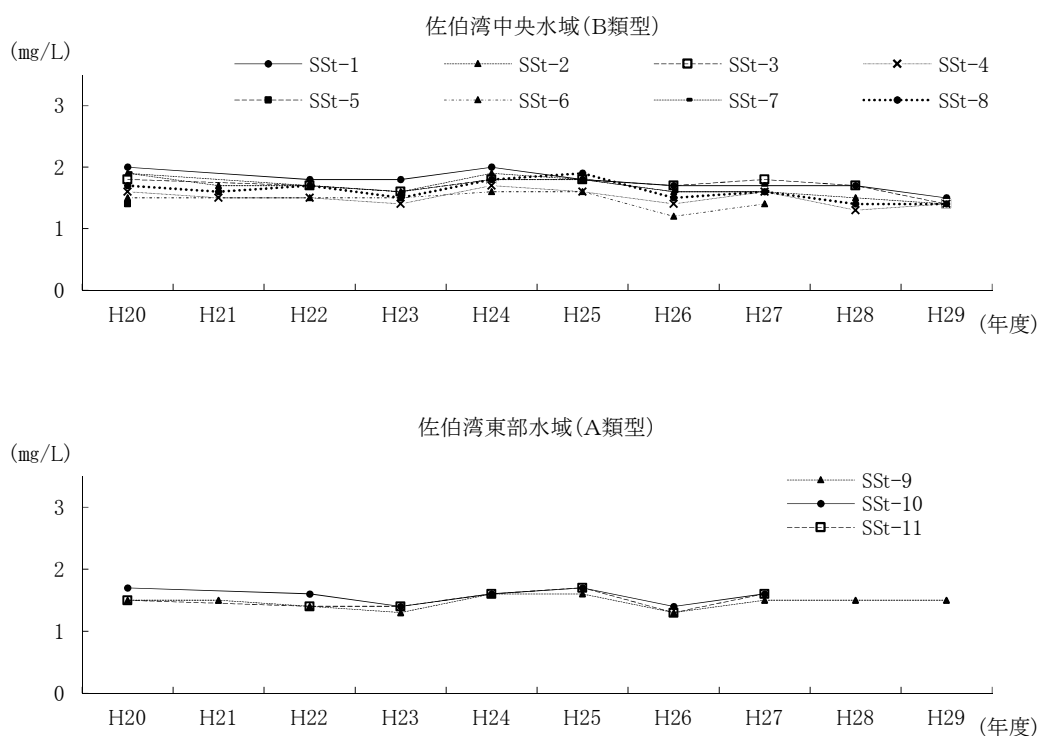 佐伯湾中央水域(B類型)
(mg/L)
SSt-1 SSt-2 SSt-3 SSt-4
SSt-5 SSt-6 SSt-7 SSt-8
3
2
1
0
H20 H21 H22 H23 H24 H25 H26 H27 H28 H29
(年度)
佐伯湾東部水域(A類型)
(mg/L)
SSt-9
SSt-10
SSt-11
3
2
1
0
H20 H21 H22 H23 H24 H25 H26 H27 H28 H29
(年度)